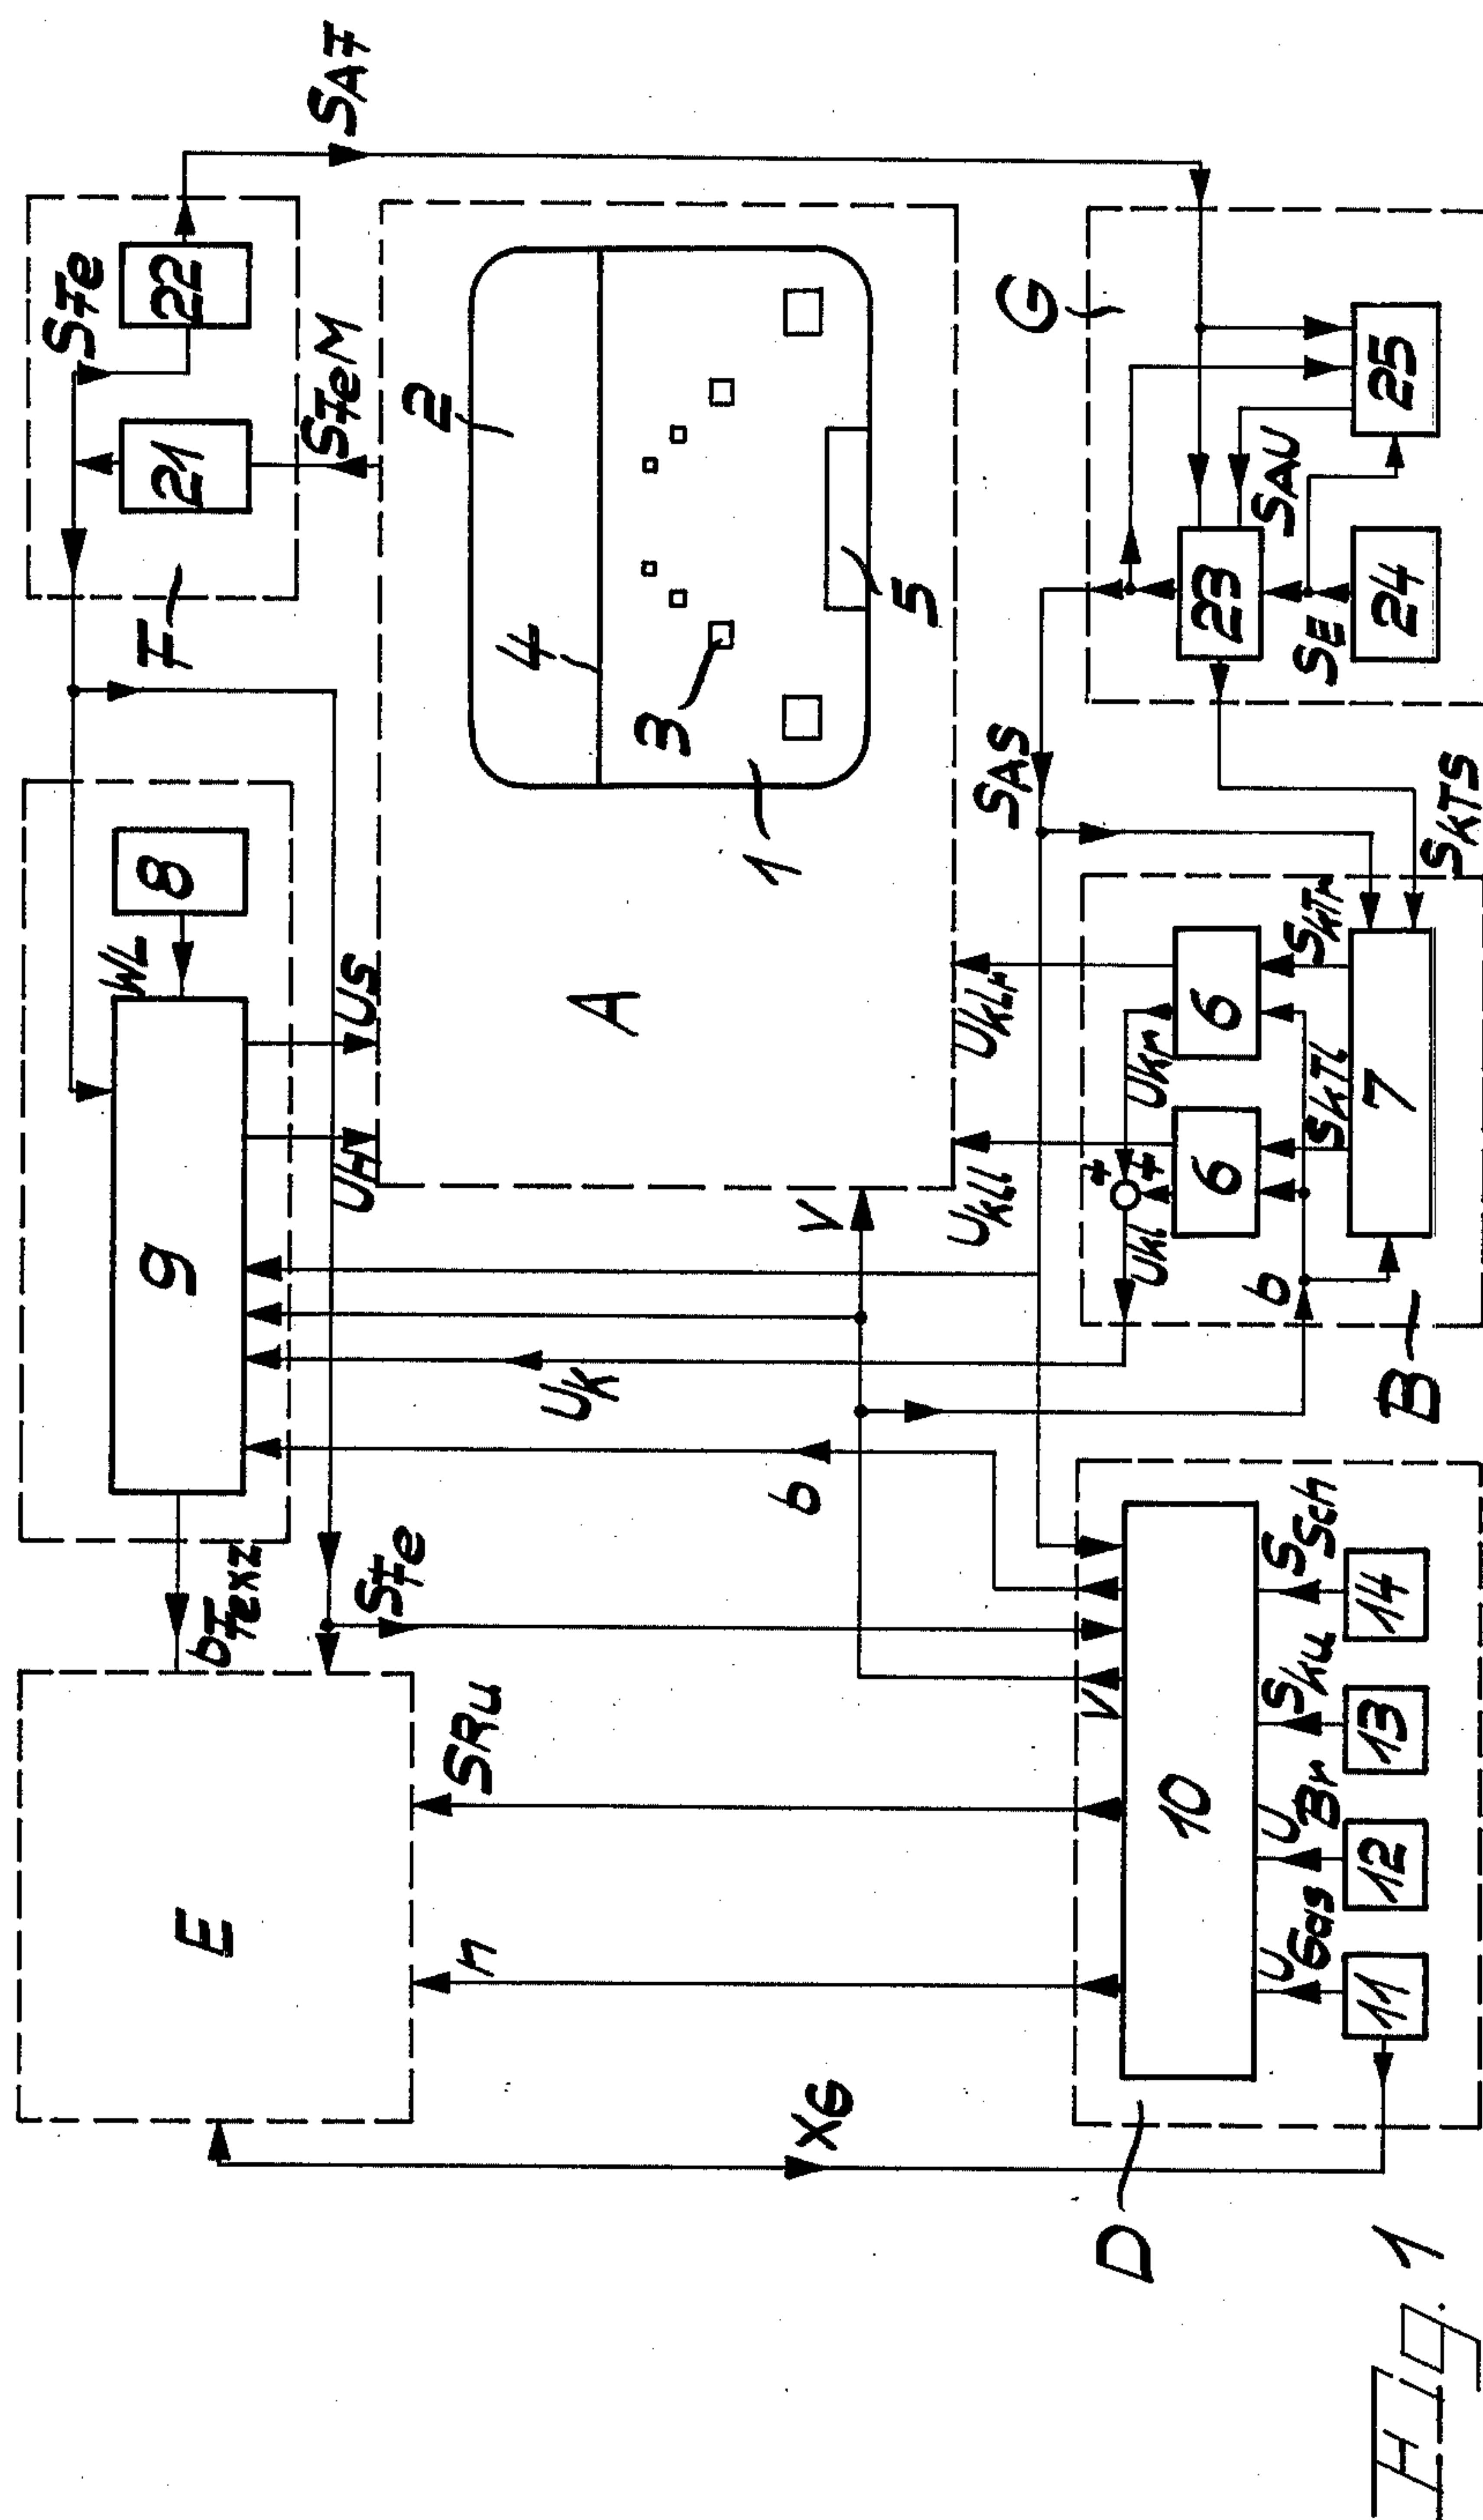 E
bFzxz
9
WL
8
SFe
21
22
F
SFeM
SAF
UH
US
A
4
2
3
1
5
XG
n
SRu
SFe
b
UK
V
UKLL
UKLr
SAS
G
D
10
V
UGas
UBr
SKu
SSch
11
12
13
14
B
b
UKl
+
+
UKr
6
6
SKTl
SKTr
7
SKTS
23
SE
SAU
24
25
Fig. 1